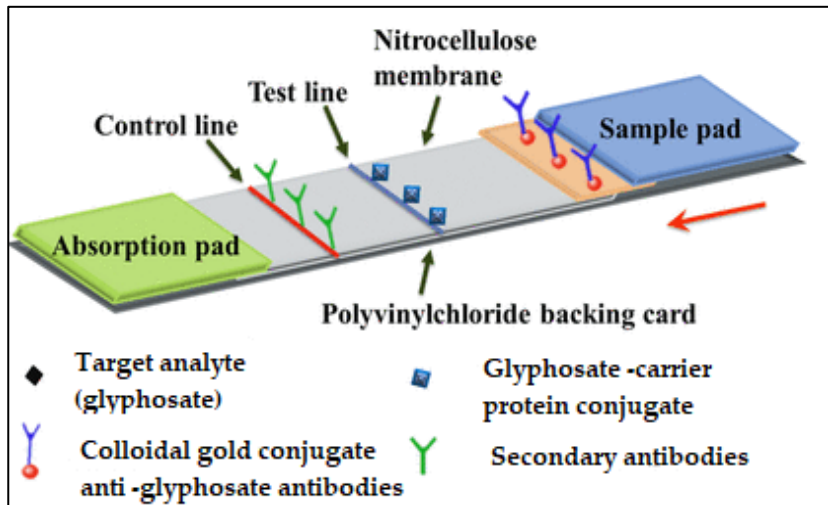 Nitrocellulose
membrane
Test line
Control line
Sample pad
Absorption pad
Polyvinylchloride backing card
Target analyte
(glyphosate)
Glyphosate -carrier
protein conjugate
Colloidal gold conjugate
anti -glyphosate antibodies
Secondary antibodies